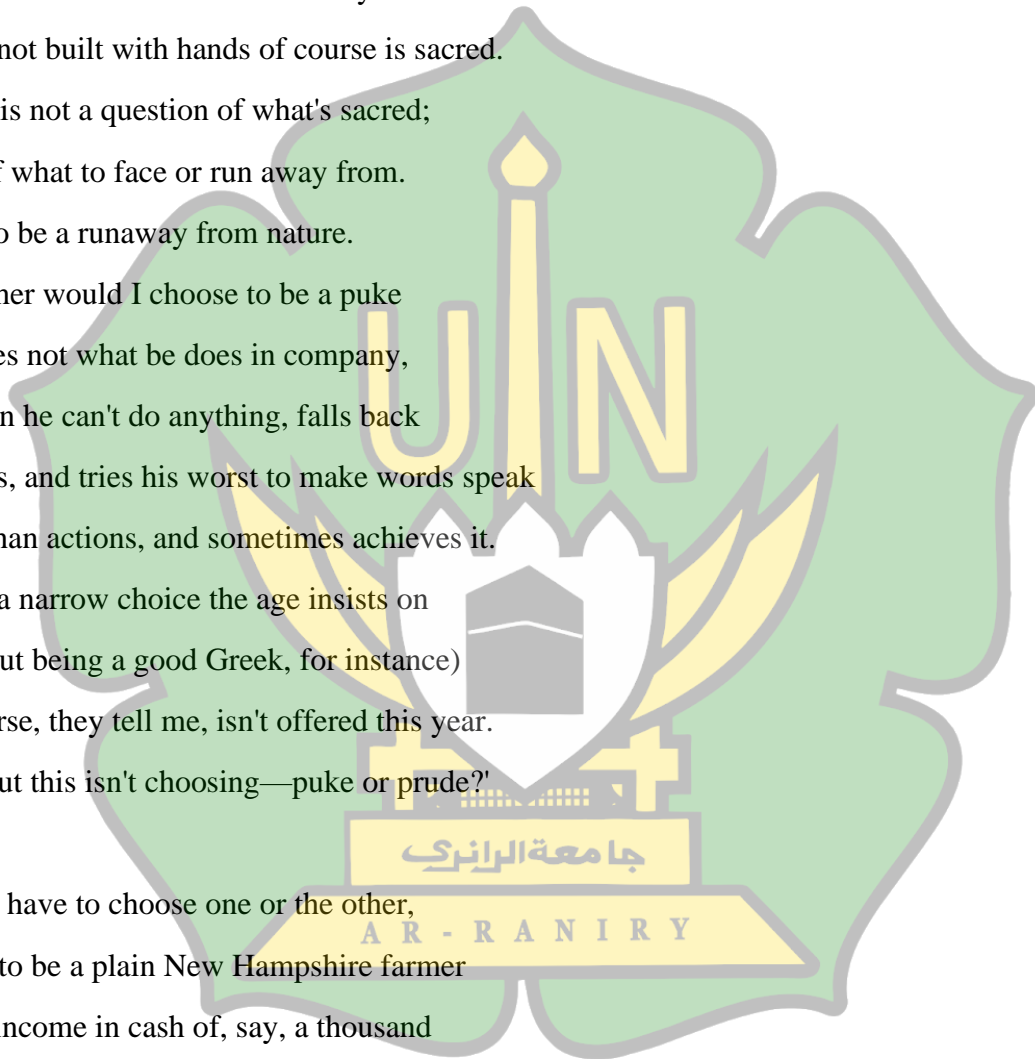 not built with hands of course is sacred.
is not a question of what's sacred;
what to face or run away from.
be a runaway from nature.
her would I choose to be a puke
es not what be does in company,
n he can't do anything, falls back
s, and tries his worst to make words speak
han actions, and sometimes achieves it.
a narrow choice the age insists on
ut being a good Greek, for instance)
rse, they tell me, isn't offered this year.
ut this isn't choosing—puke or prude?'
have to choose one or the other,
to be a plain New Hampshire farmer
income in cash of, say, a thousand
UIN
جامعة الرانري
AR-RANIRY